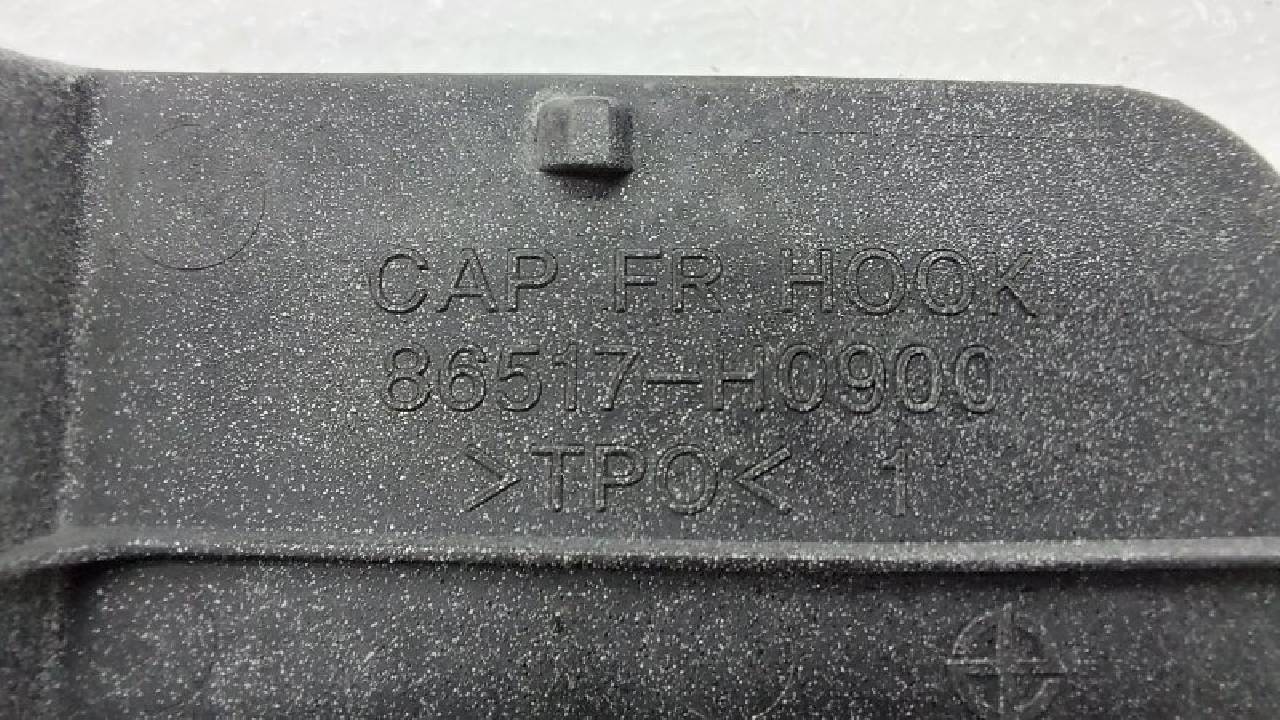 CAP FR HOOK
86517-H0900
>TPO< 1